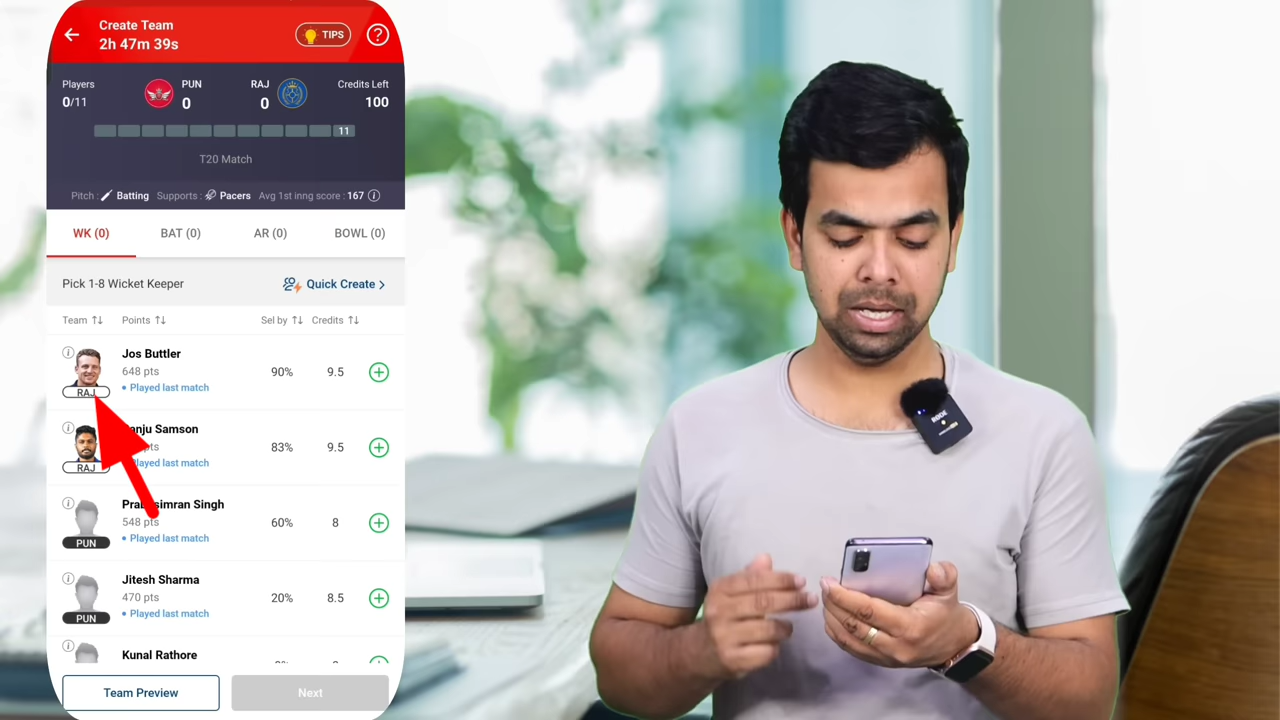 Create Team
2h 47m 39s
TIPS
?
Players
0/11
PUN
0
RAJ
0
Credits Left
100
11
T20 Match
Pitch : Batting Supports : Pacers Avg 1st inng score : 167
WK (0) BAT (0) AR (0) BOWL (0)
Pick 1-8 Wicket Keeper
Quick Create >
Team Points Sel by Credits
Jos Buttler
648 pts
90% 9.5
Played last match
RAJ
Samson
83% 9.5
last match
RAJ
Singh
548 pts
60% 8
Played last match
PUN
Jitesh Sharma
470 pts
20% 8.5
Played last match
PUN
Kunal Rathore
Team Preview
Next
RODE